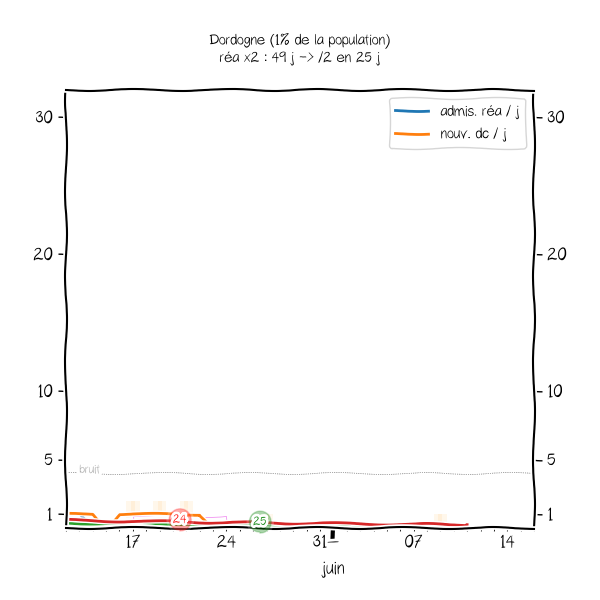 Dordogne (1% de la population)
réa x2 : 49 j -> /2 en 25 j
admis. réa / j
nouv. dc / j
30 30
20 20
10 10
5 5
bruit
1 24 25 1
17 24 31 07 14
juin